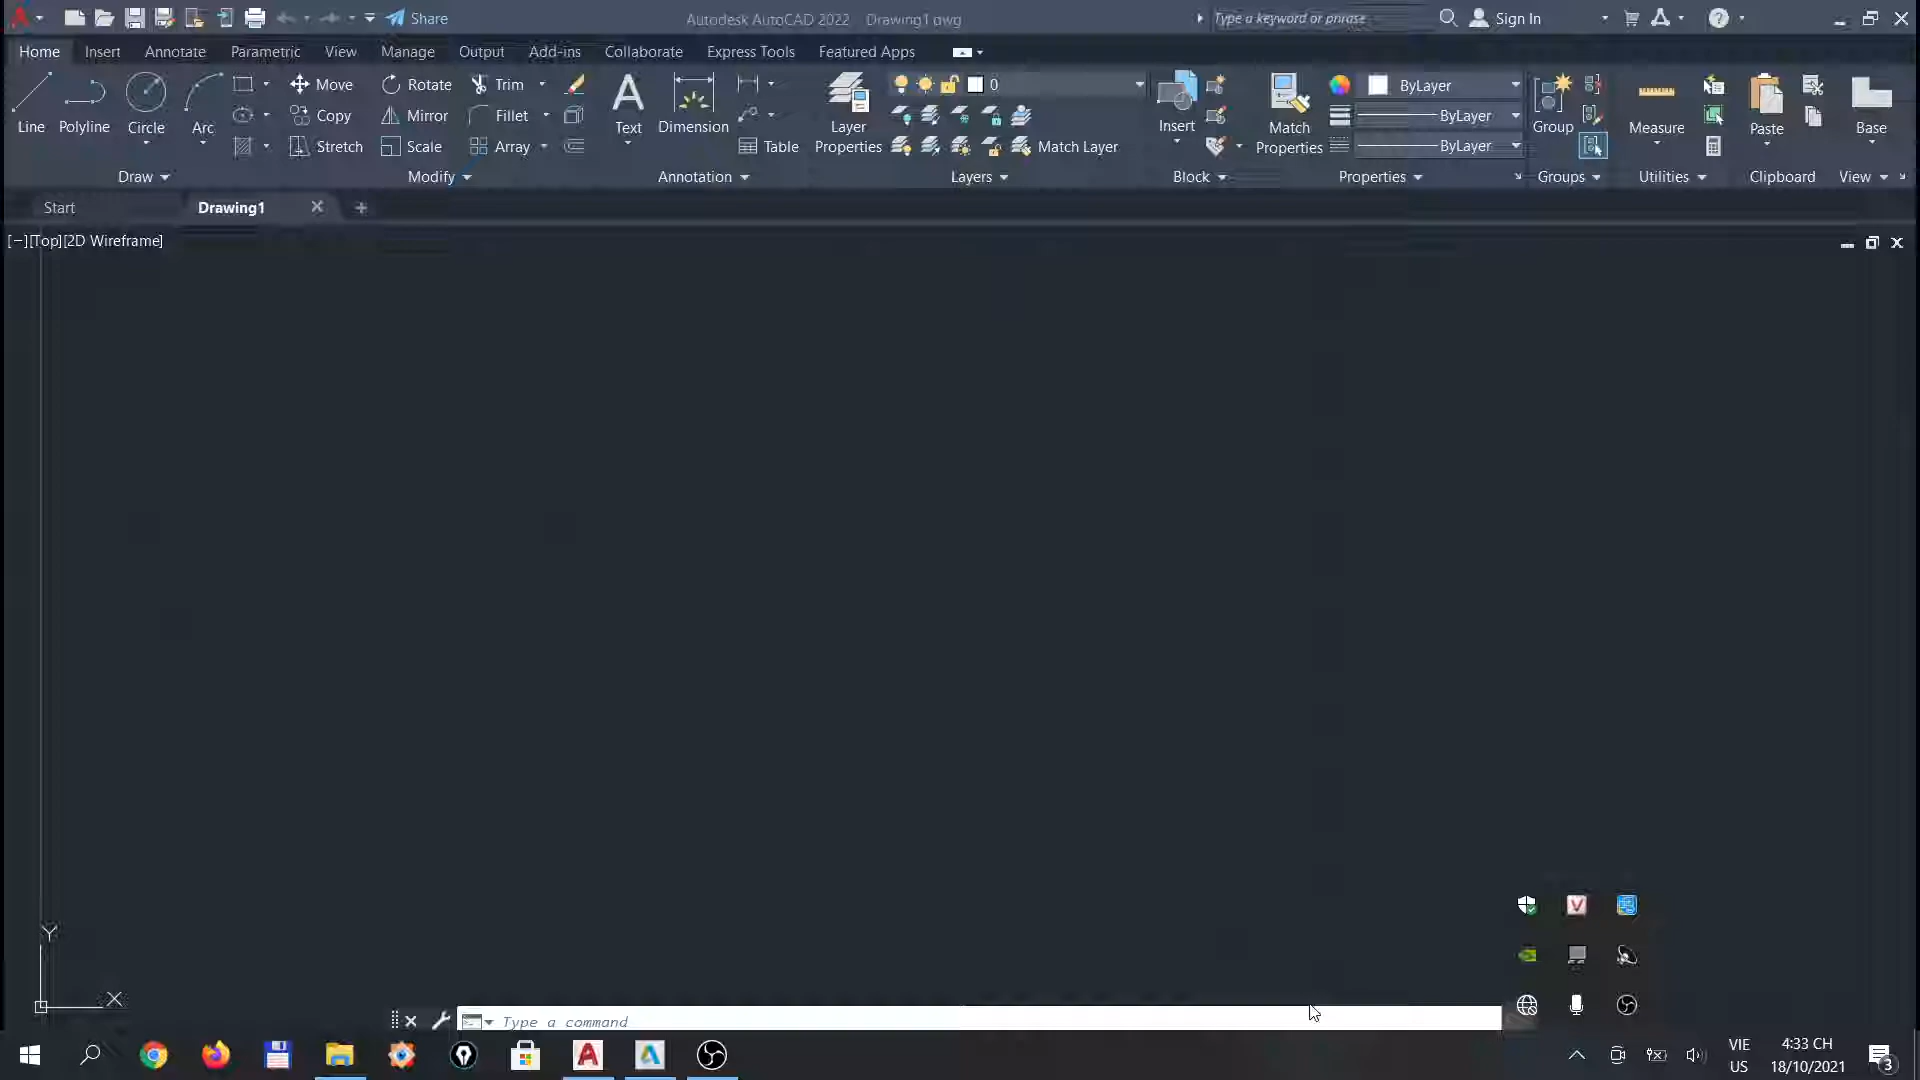 Share
Autodesk AutoCAD 2022 Drawing1.dwg
Type a keyword or phrase
Sign In
Home Insert Annotate Parametric View Manage Output Add-ins Collaborate Express Tools Featured Apps
Line Polyline Circle Arc
Move Rotate Trim
Copy Mirror Fillet
Stretch Scale Array
Text Dimension
Table
Layer
Properties
0
Match Layer
Insert
Match
Properties
ByLayer
ByLayer
ByLayer
Group
Measure
Paste
Base
Draw Modify Annotation Layers Block Properties Groups Utilities Clipboard View
Start Drawing1
[−][Top][2D Wireframe]
Y
X
Type a command
VIE
US
4:33 CH
18/10/2021
3